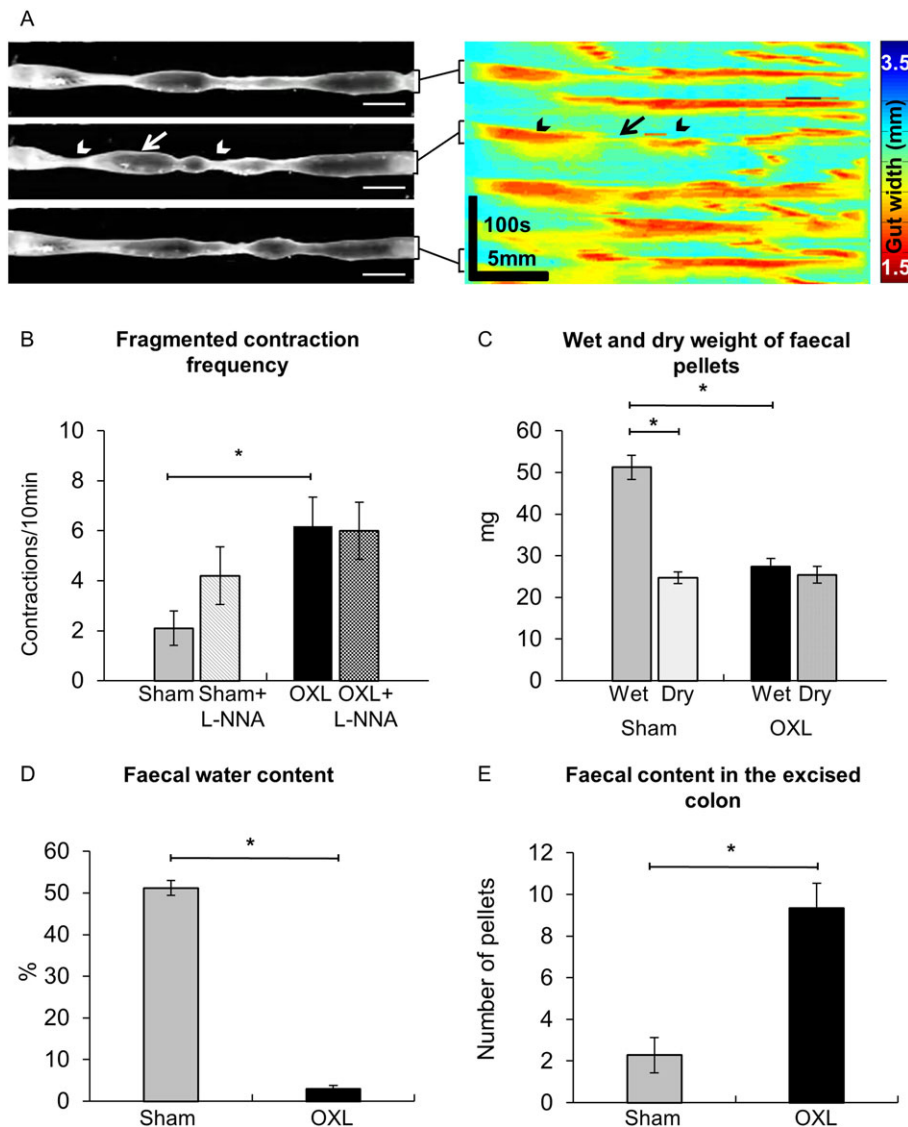 A
3.5
Gut width (mm)
1.5
100s
5mm
B
Fragmented contraction
frequency
Contractions/10min
10
8
6
4
2
0
*
Sham
Sham+
L-NNA
OXL
OXL+
L-NNA
C
Wet and dry weight of faecal
pellets
mg
60
50
40
30
20
10
0
*
*
Wet Dry
Wet Dry
Sham
OXL
D
Faecal water content
%
60
50
40
30
20
10
0
*
Sham
OXL
E
Faecal content in the excised
colon
Number of pellets
12
10
8
6
4
2
0
*
Sham
OXL